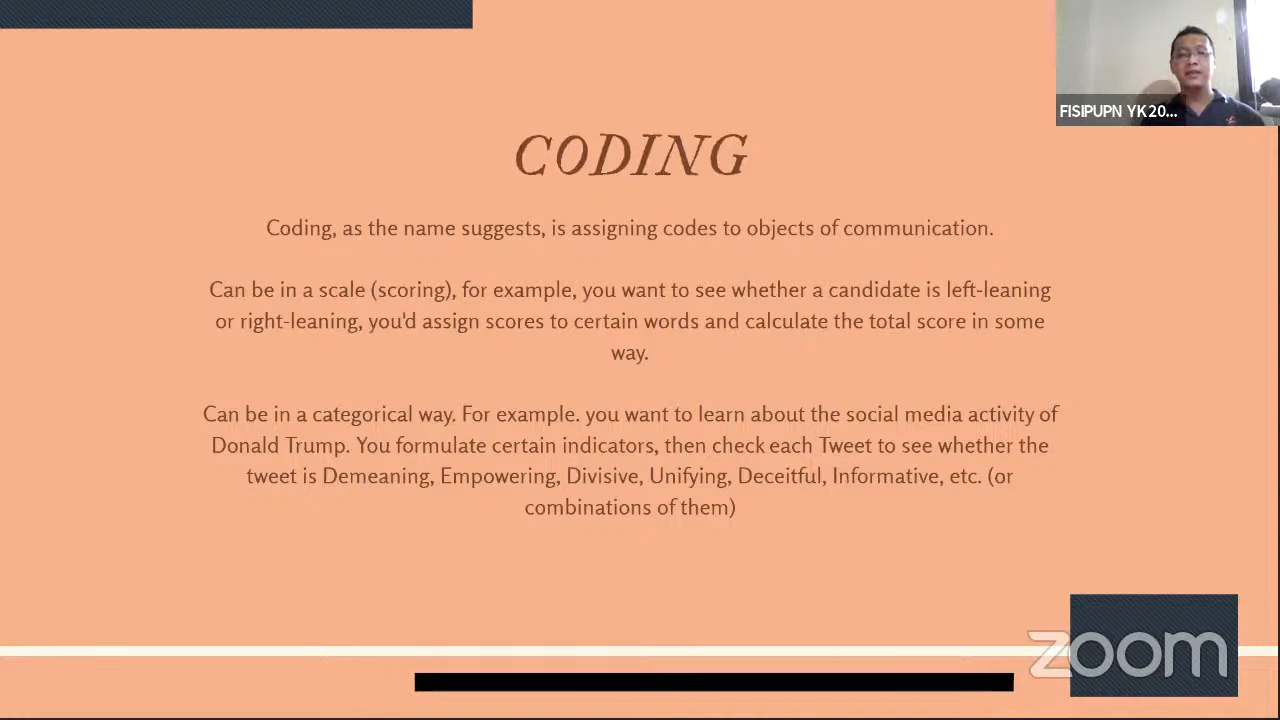 FISIPUPN YK20...
CODING
Coding, as the name suggests, is assigning codes to objects of communication.
Can be in a scale (scoring), for example, you want to see whether a candidate is left-leaning
or right-leaning, you'd assign scores to certain words and calculate the total score in some
way.
Can be in a categorical way. For example. you want to learn about the social media activity of
Donald Trump. You formulate certain indicators, then check each Tweet to see whether the
tweet is Demeaning, Empowering, Divisive, Unifying, Deceitful, Informative, etc. (or
combinations of them)
zoom